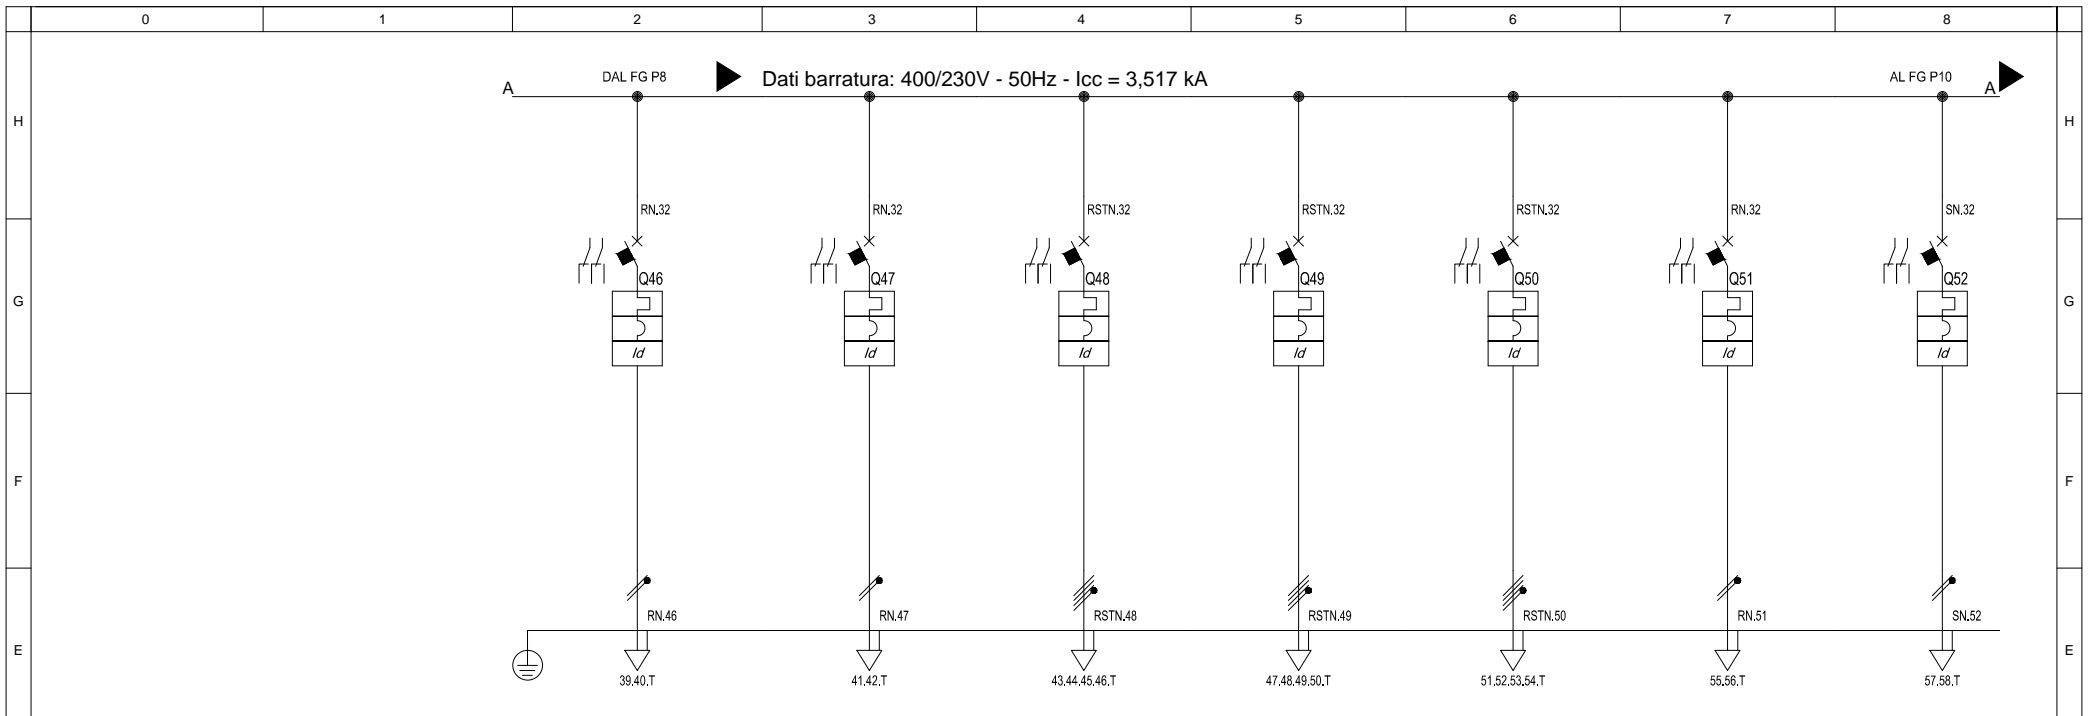 0 1 2 3 4 5 6 7 8
DAL FG P8 Dati barratura: 400/230V - 50Hz - Icc = 3,517 kA AL FG P10
A A
H H
RN.32 RN.32 RSTN.32 RSTN.32 RSTN.32 RN.32 SN.32
Q46 Q47 Q48 Q49 Q50 Q51 Q52
G G
Id Id Id Id Id Id Id
F F
RN.46 RN.47 RSTN.48 RSTN.49 RSTN.50 RN.51 SN.52
E E
39.40.T 41.42.T 43.44.45.46.T 47.48.49.50.T 51.52.53.54.T 55.56.T 57.58.T